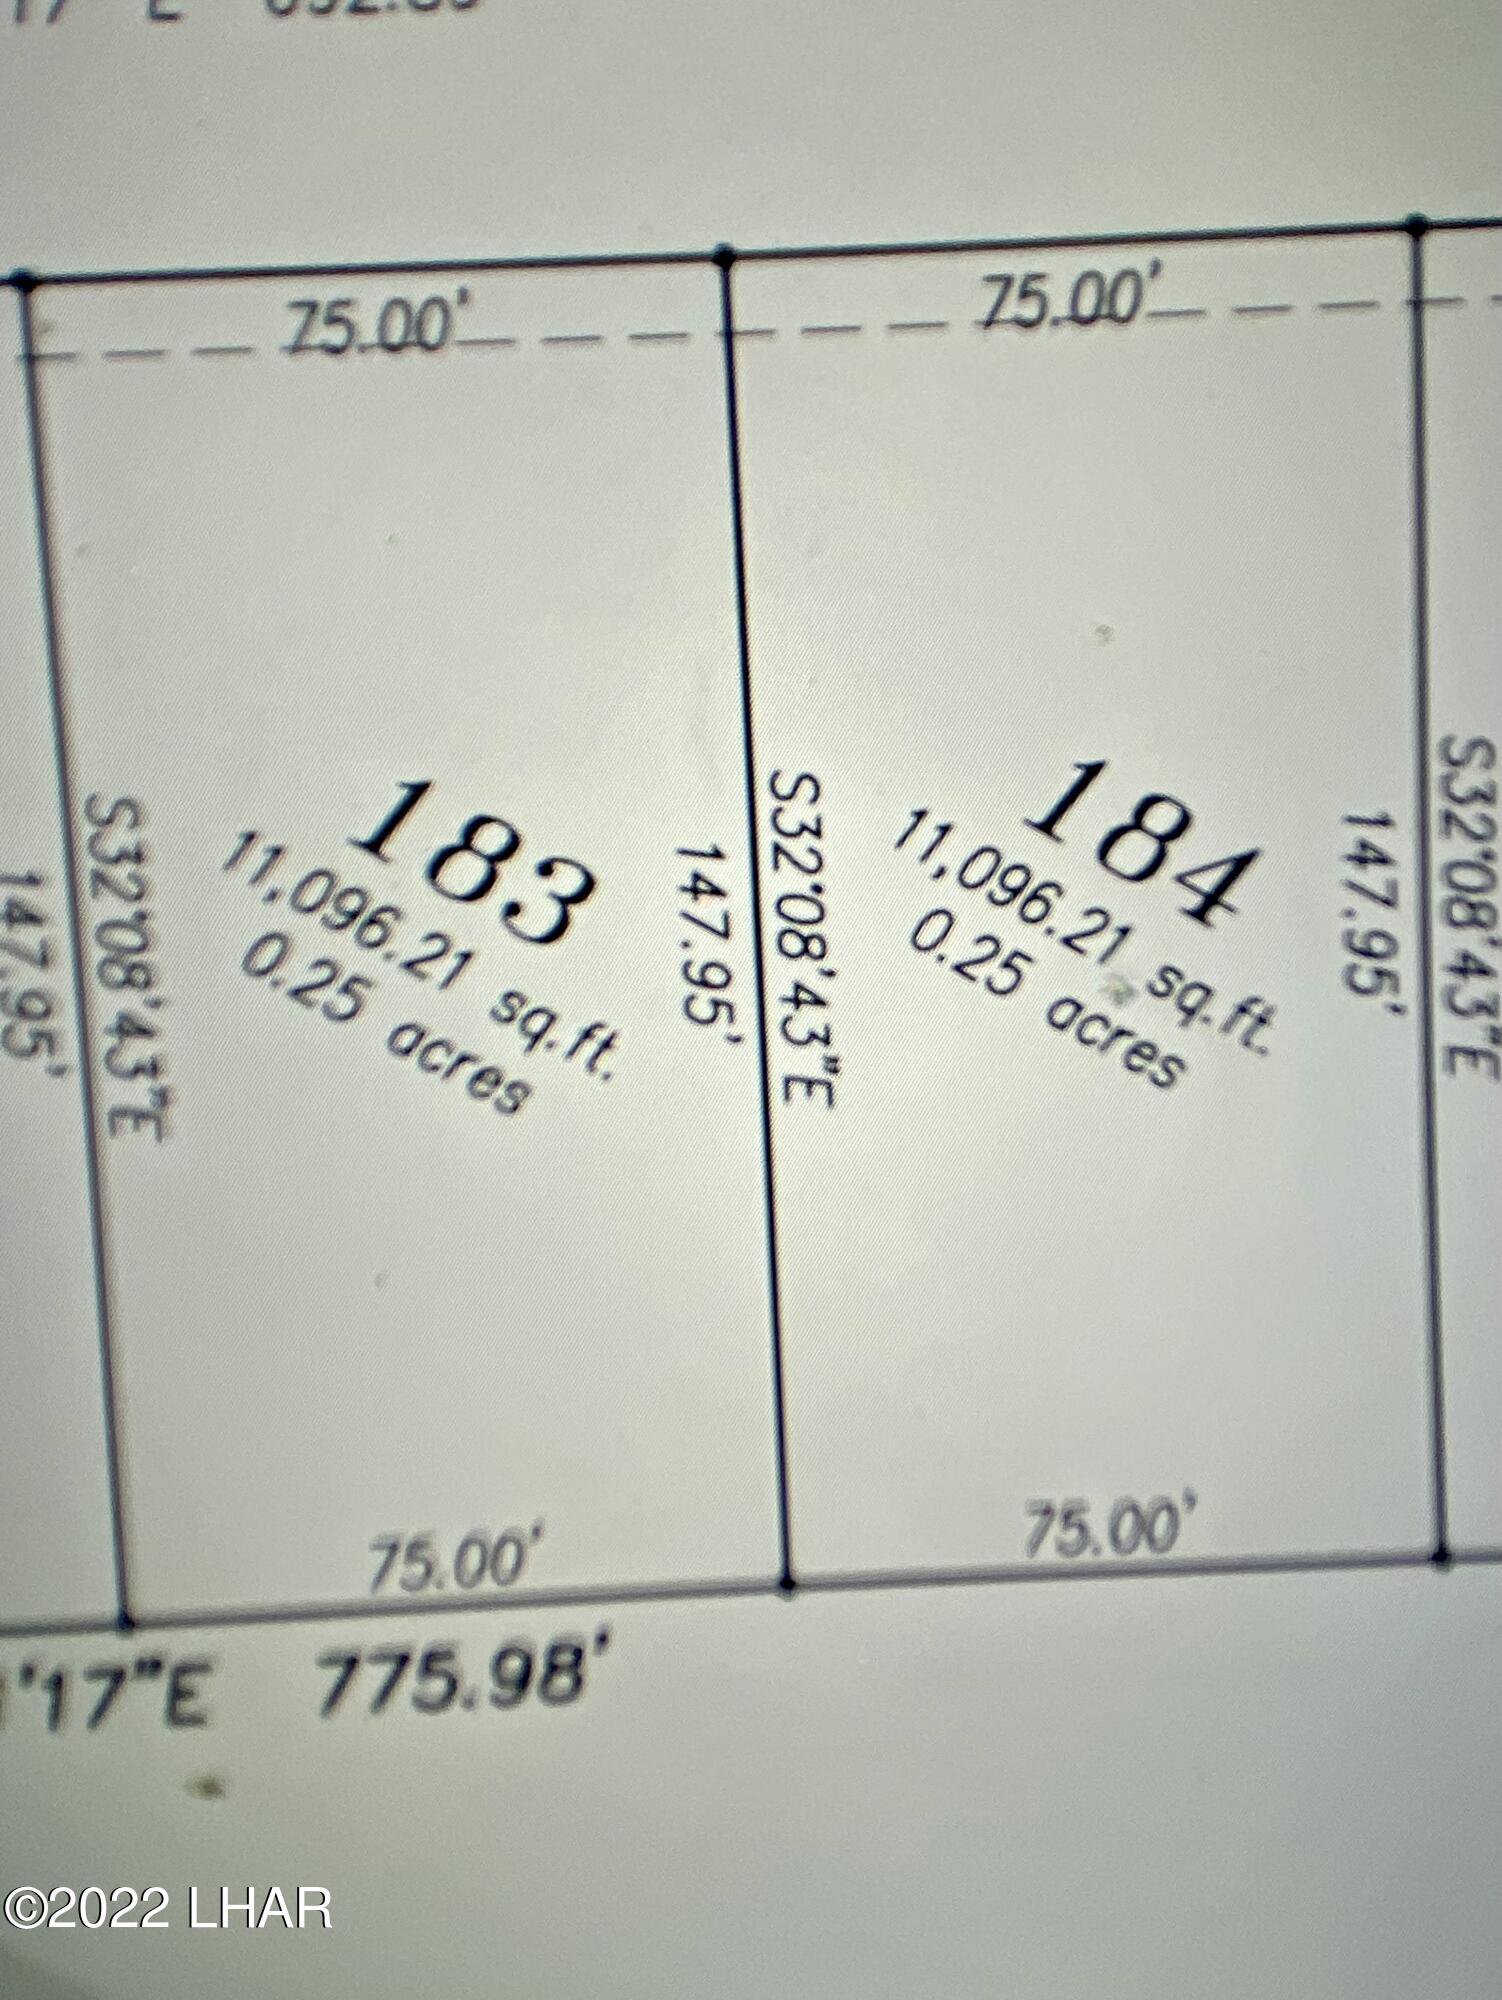 75.00'
75.00'
183
11,096.21 sq.ft.
0.25 acres
184
11,096.21 sq.ft.
0.25 acres
S32°08'43"E
147.95'
147.95'
S32°08'43"E
147.95'
S32°08'43"E
75.00'
75.00'
'17"E 775.98'
©2022 LHAR